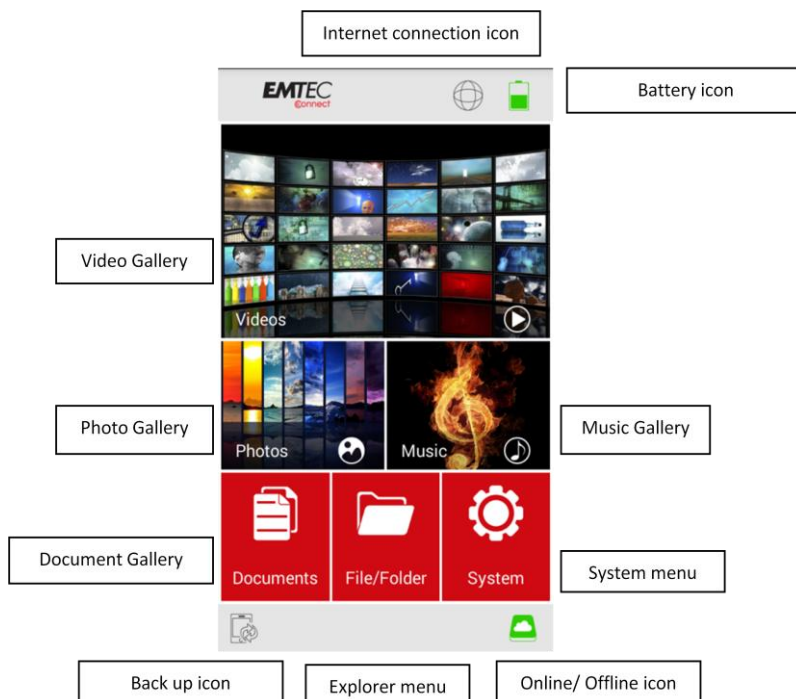 Internet connection icon
EMTEC
Connect
Battery icon
Video Gallery
Videos
Photo Gallery
Photos
Music
Music Gallery
Document Gallery
Documents
File/Folder
System
System menu
Back up icon
Explorer menu
Online/ Offline icon